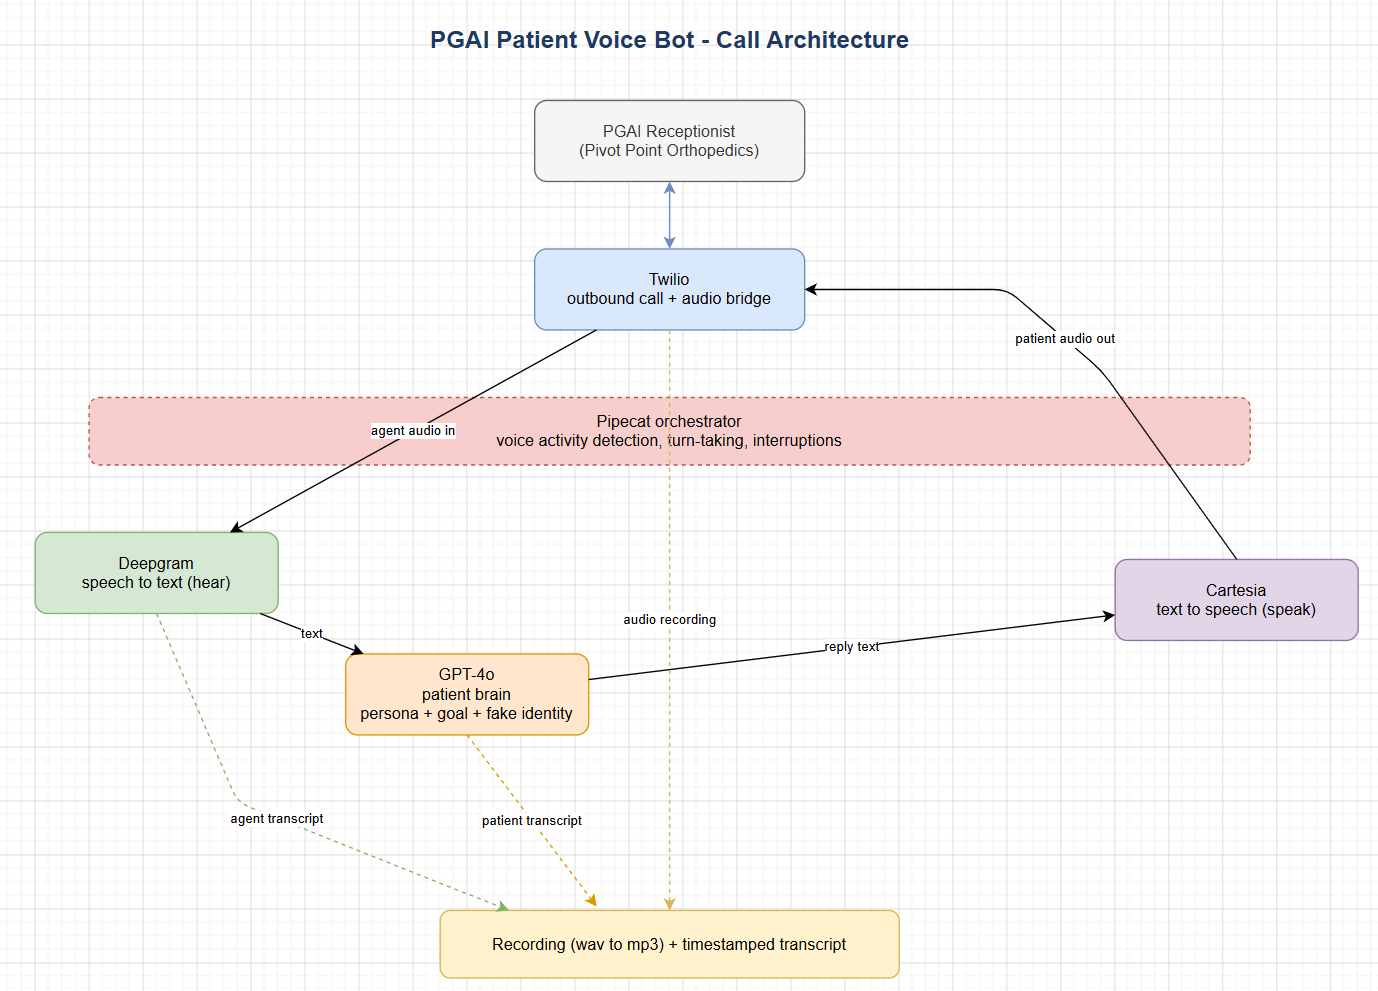 PGAI Patient Voice Bot - Call Architecture
PGAI Receptionist
(Pivot Point Orthopedics)
Twilio
outbound call + audio bridge
patient audio out
Pipecat orchestrator
voice activity detection, turn-taking, interruptions
agent audio in
Deepgram
speech to text (hear)
Cartesia
text to speech (speak)
audio recording
text
reply text
GPT-4o
patient brain
persona + goal + fake identity
agent transcript
patient transcript
Recording (wav to mp3) + timestamped transcript